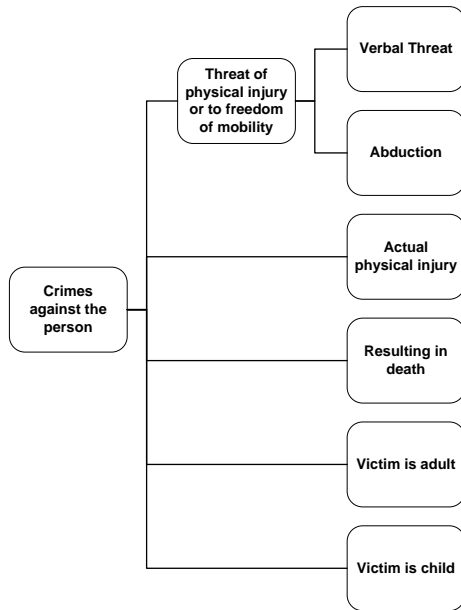 Verbal Threat
Threat of
physical injury
or to freedom
of mobility
Abduction
Actual
physical injury
Crimes
against the
person
Resulting in
death
Victim is adult
Victim is child